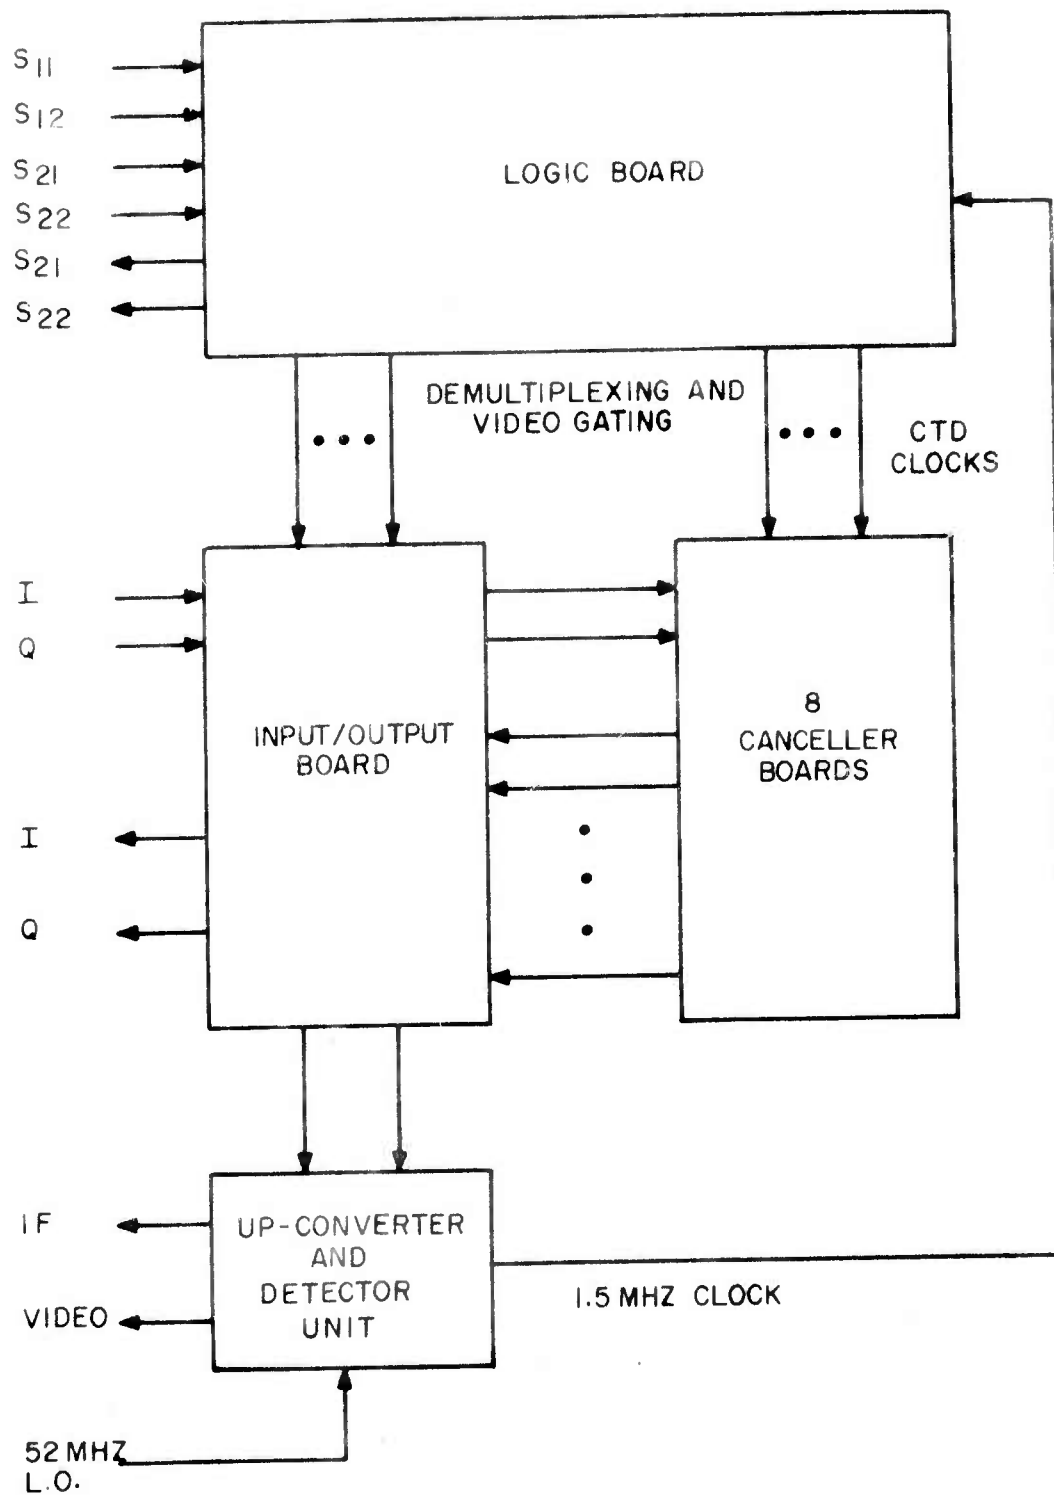 S11
S12
S21
S22
S21
S22
LOGIC BOARD
DEMULTIPLEXING AND
VIDEO GATING
CTD
CLOCKS
I
Q
I
Q
INPUT/OUTPUT
BOARD
8
CANCELLER
BOARDS
IF
VIDEO
UP-CONVERTER
AND
DETECTOR
UNIT
1.5 MHZ CLOCK
52 MHZ
L.O.